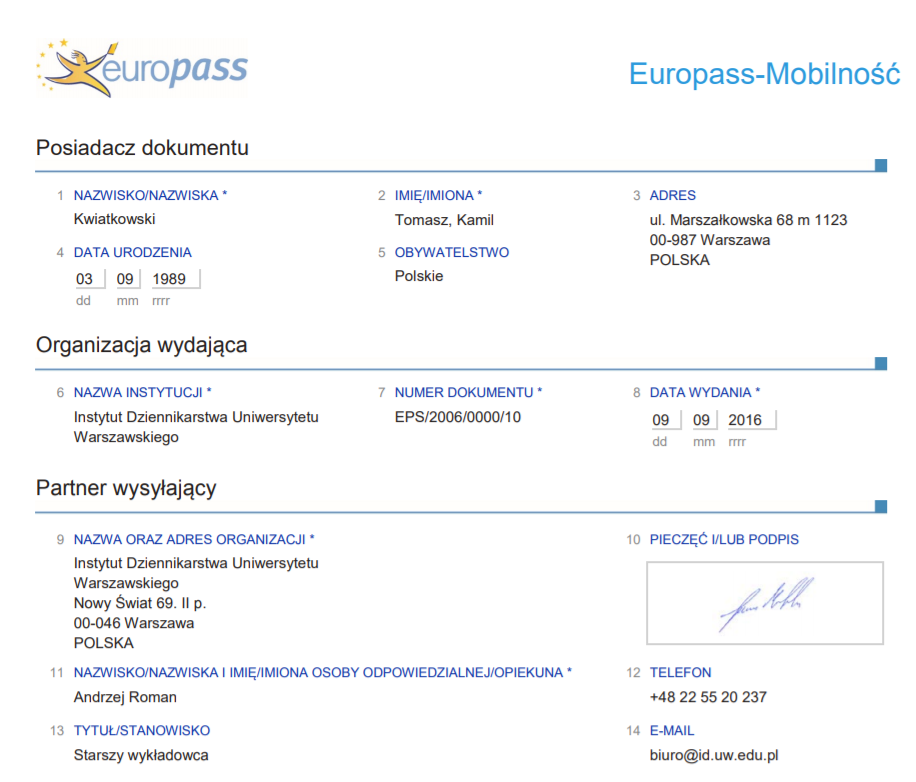 europass
Europass-Mobilność
Posiadacz dokumentu
1 NAZWISKO/NAZWISKA *
Kwiatkowski
2 IMIĘ/IMIONA *
Tomasz, Kamil
3 ADRES
ul. Marszałkowska 68 m 1123
00-987 Warszawa
POLSKA
4 DATA URODZENIA
03 09 1989
dd mm rrrr
5 OBYWATELSTWO
Polskie
Organizacja wydająca
6 NAZWA INSTYTUCJI *
Instytut Dziennikarstwa Uniwersytetu
Warszawskiego
7 NUMER DOKUMENTU *
EPS/2006/0000/10
8 DATA WYDANIA *
09 09 2016
dd mm rrrr
Partner wysyłający
9 NAZWA ORAZ ADRES ORGANIZACJI *
Instytut Dziennikarstwa Uniwersytetu
Warszawskiego
Nowy Świat 69. II p.
00-046 Warszawa
POLSKA
10 PIECZĘĆ I/LUB PODPIS
11 NAZWISKO/NAZWISKA I IMIĘ/IMIONA OSOBY ODPOWIEDZIALNEJ/OPIEKUNA *
Andrzej Roman
12 TELEFON
+48 22 55 20 237
13 TYTUŁ/STANOWISKO
Starszy wykładowca
14 E-MAIL
biuro@id.uw.edu.pl